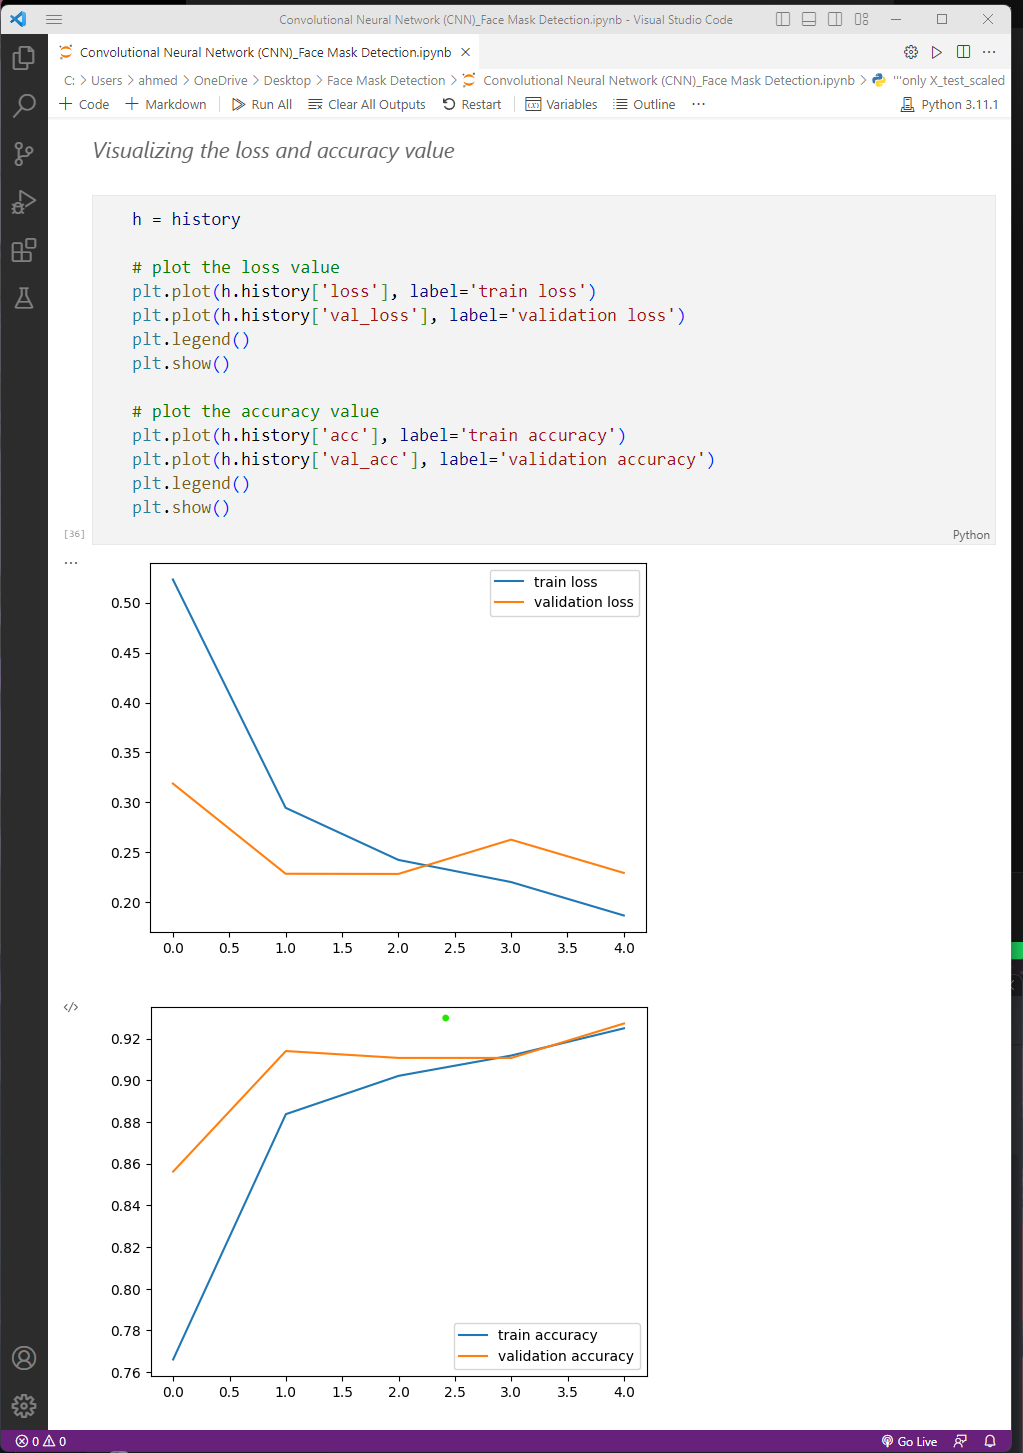 Convolutional Neural Network (CNN)_Face Mask Detection.ipynb - Visual Studio Code
Convolutional Neural Network (CNN)_Face Mask Detection.ipynb
C: > Users > ahmed > OneDrive > Desktop > Face Mask Detection > Convolutional Neural Network (CNN)_Face Mask Detection.ipynb > '''only X_test_scaled
+ Code + Markdown Run All Clear All Outputs Restart Variables Outline ... Python 3.11.1
Visualizing the loss and accuracy value
h = history
# plot the loss value
plt.plot(h.history['loss'], label='train loss')
plt.plot(h.history['val_loss'], label='validation loss')
plt.legend()
plt.show()
# plot the accuracy value
plt.plot(h.history['acc'], label='train accuracy')
plt.plot(h.history['val_acc'], label='validation accuracy')
plt.legend()
plt.show()
[36]
Python
...
train loss
validation loss
0.50
0.45
0.40
0.35
0.30
0.25
0.20
0.0 0.5 1.0 1.5 2.0 2.5 3.0 3.5 4.0
</>
0.92
0.90
0.88
0.86
0.84
0.82
0.80
0.78
0.76
train accuracy
validation accuracy
0.0 0.5 1.0 1.5 2.0 2.5 3.0 3.5 4.0
0 0 Go Live